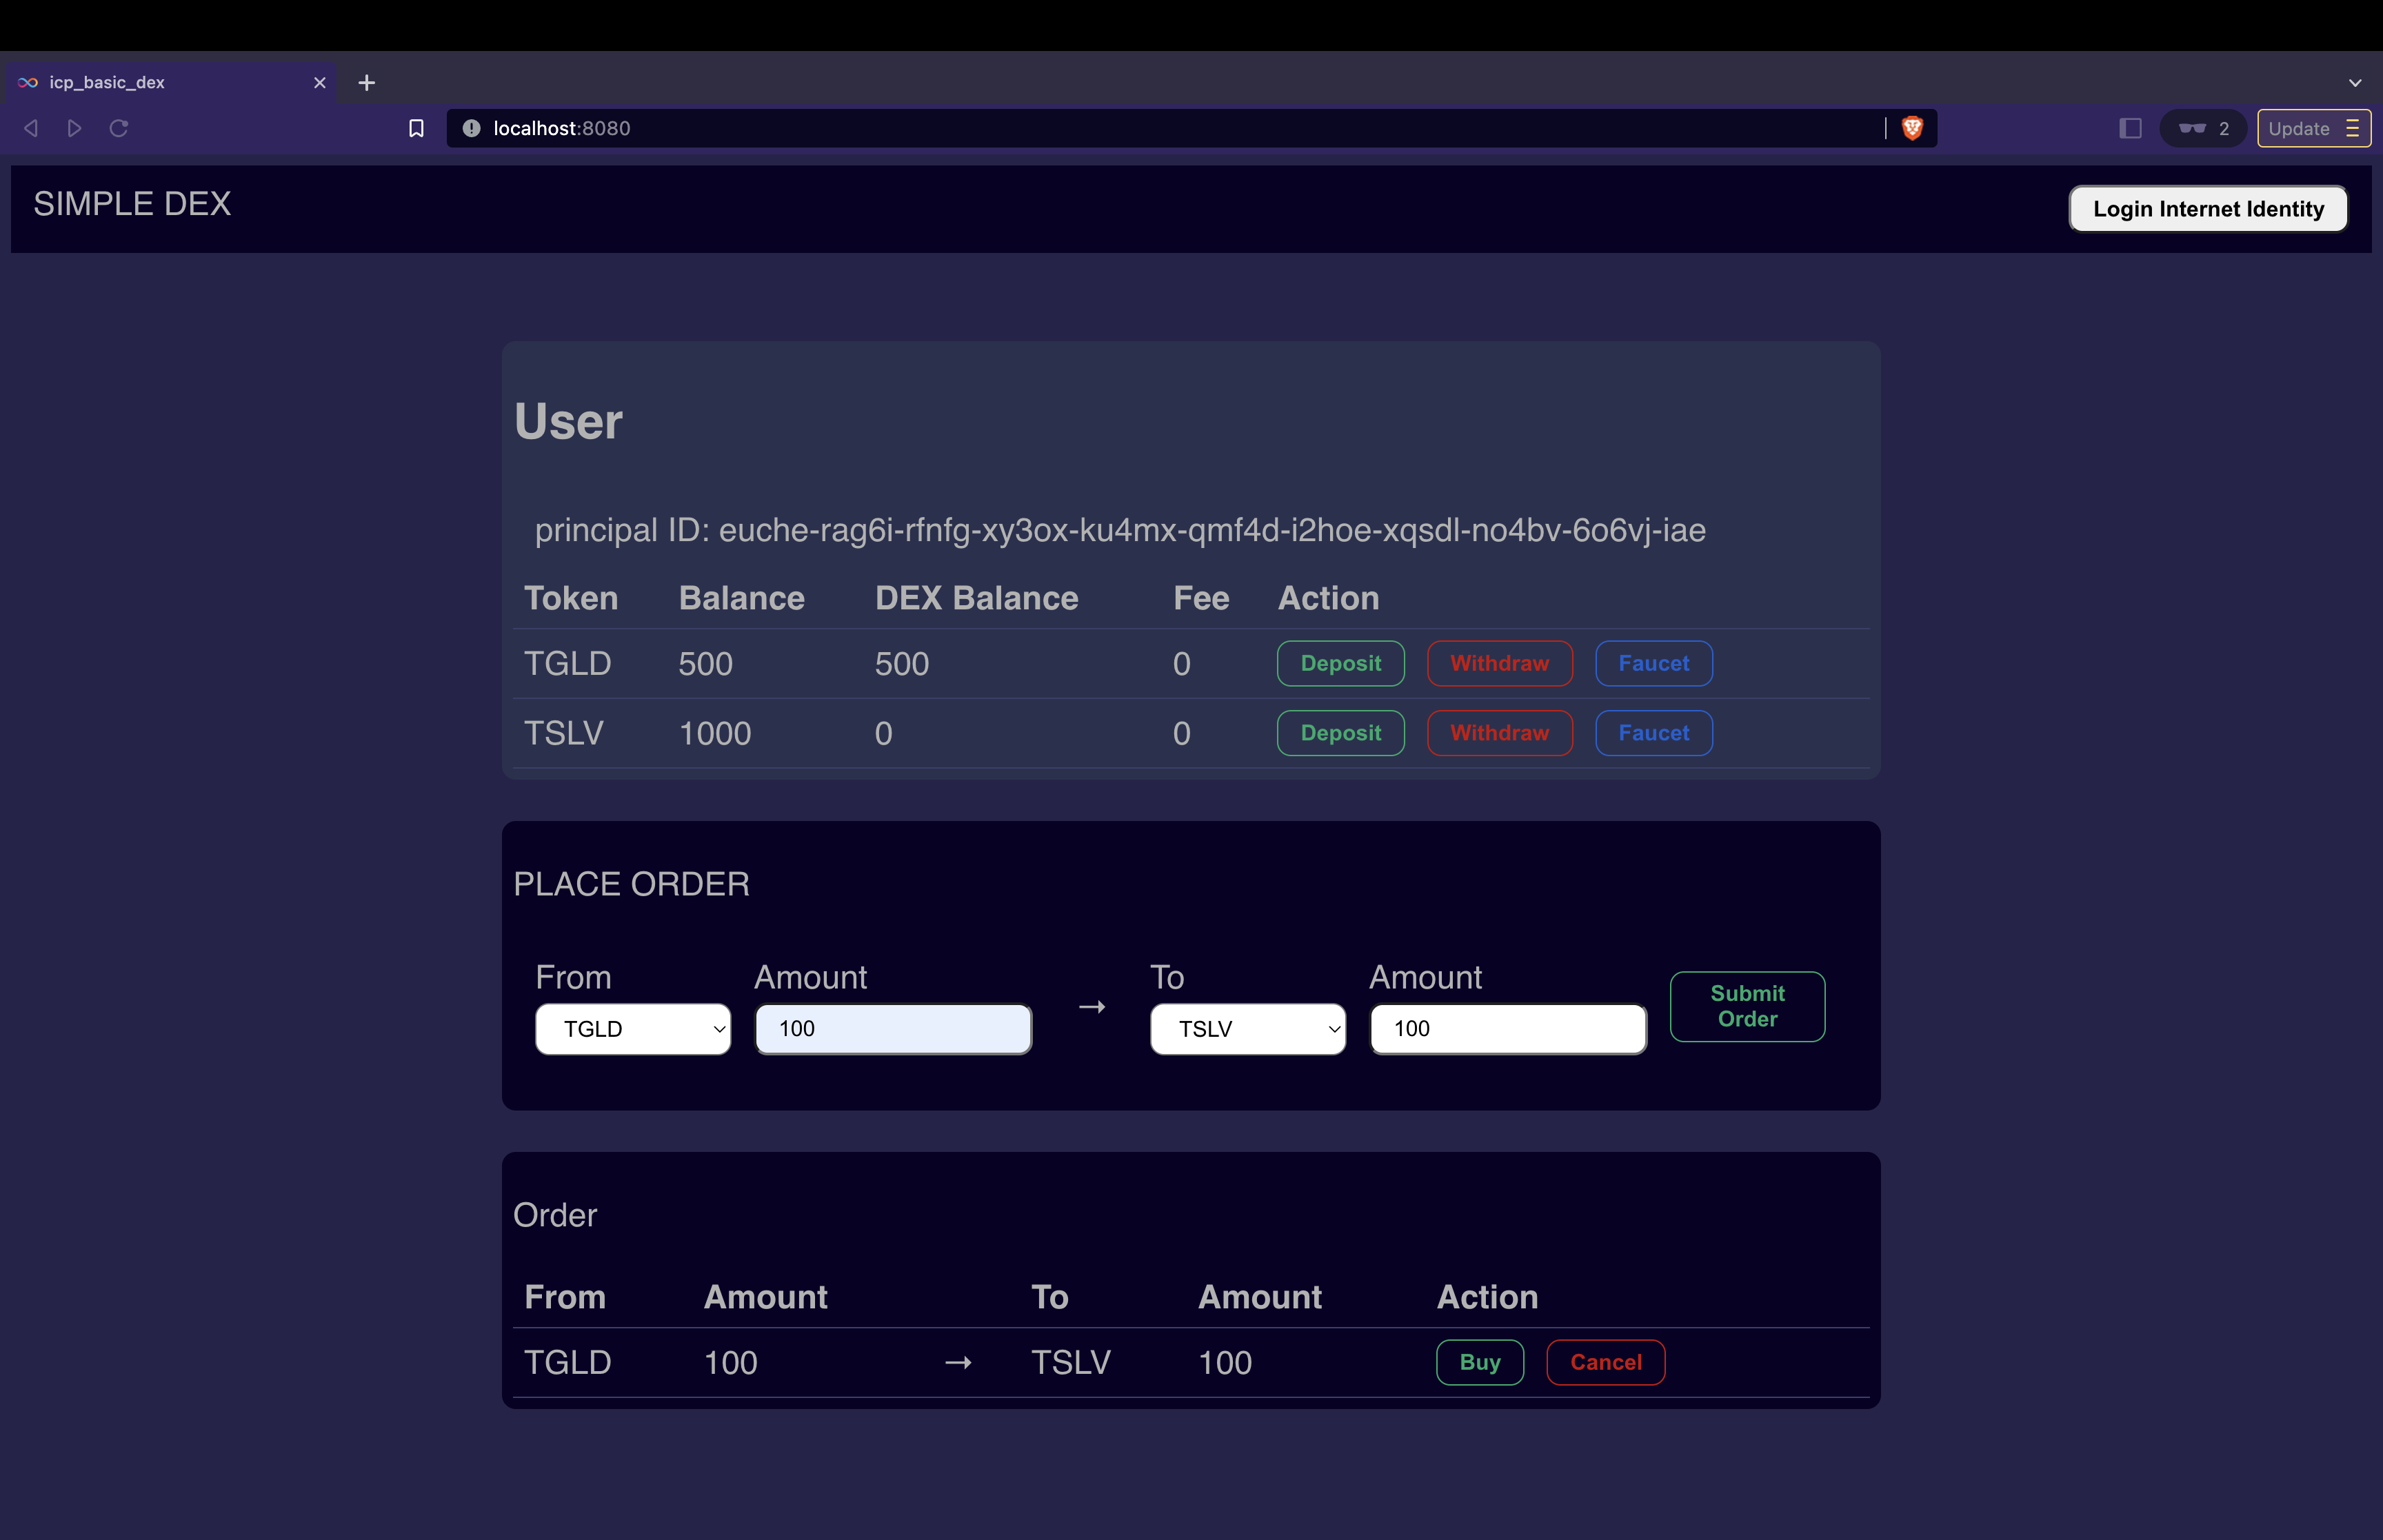 icp_basic_dex
localhost:8080
2
Update
SIMPLE DEX
Login Internet Identity
User
principal ID: euche-rag6i-rfnfg-xy3ox-ku4mx-qmf4d-i2hoe-xqsdl-no4bv-6o6vj-iae
Token Balance DEX Balance Fee Action
TGLD 500 500 0 Deposit Withdraw Faucet
TSLV 1000 0 0 Deposit Withdraw Faucet
PLACE ORDER
From Amount To Amount
TGLD 100 → TSLV 100 Submit Order
Order
From Amount To Amount Action
TGLD 100 → TSLV 100 Buy Cancel